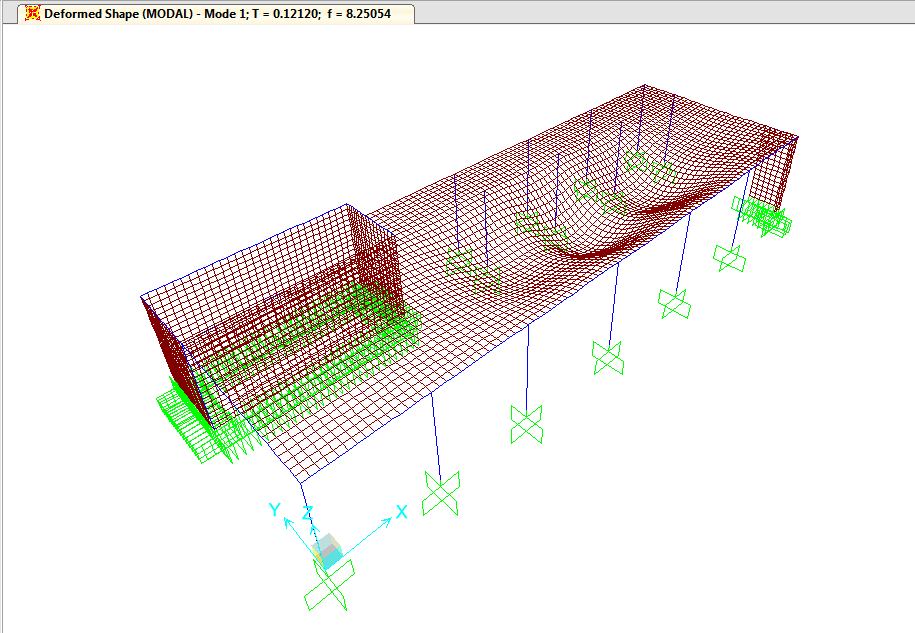 Deformed Shape (MODAL) - Mode 1; T = 0.12120; f = 8.25054
Y
Z
X